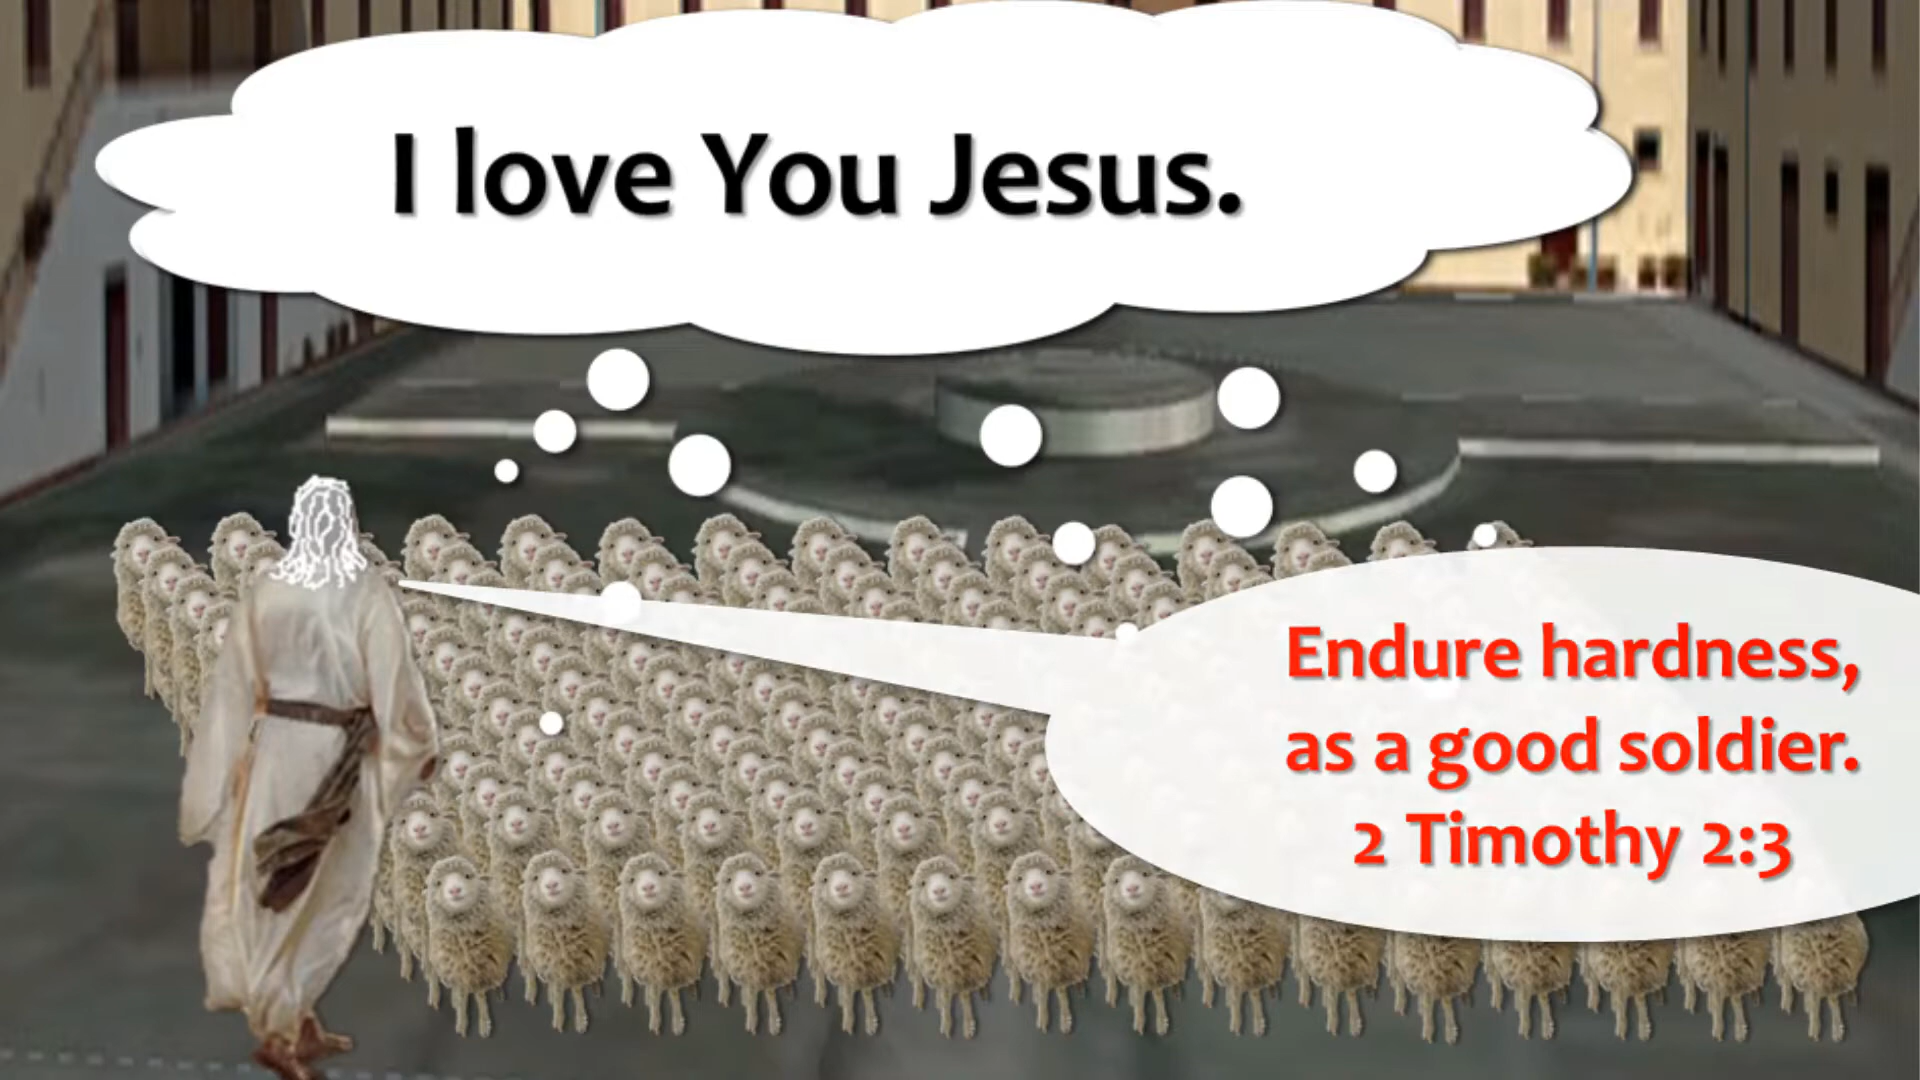 I love You Jesus.
Endure hardness,
as a good soldier.
2 Timothy 2:3